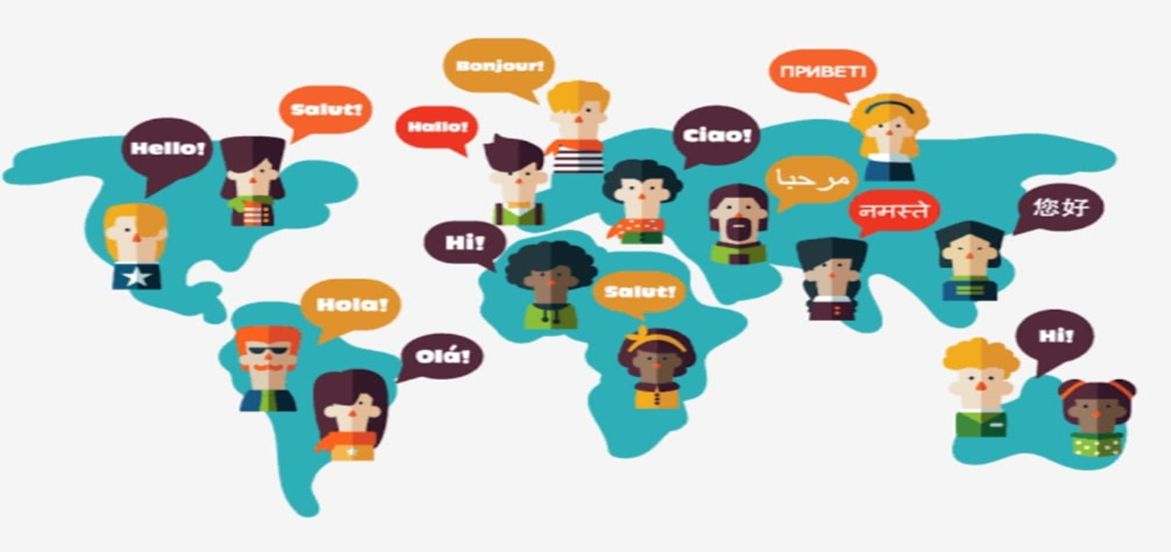 Bonjour!
ПРИВЕТ!
Salut!
Hallo!
Hello!
Ciao!
مرحبا
नमस्ते
您好
Hi!
Salut!
Hola!
Olá!
Hi!